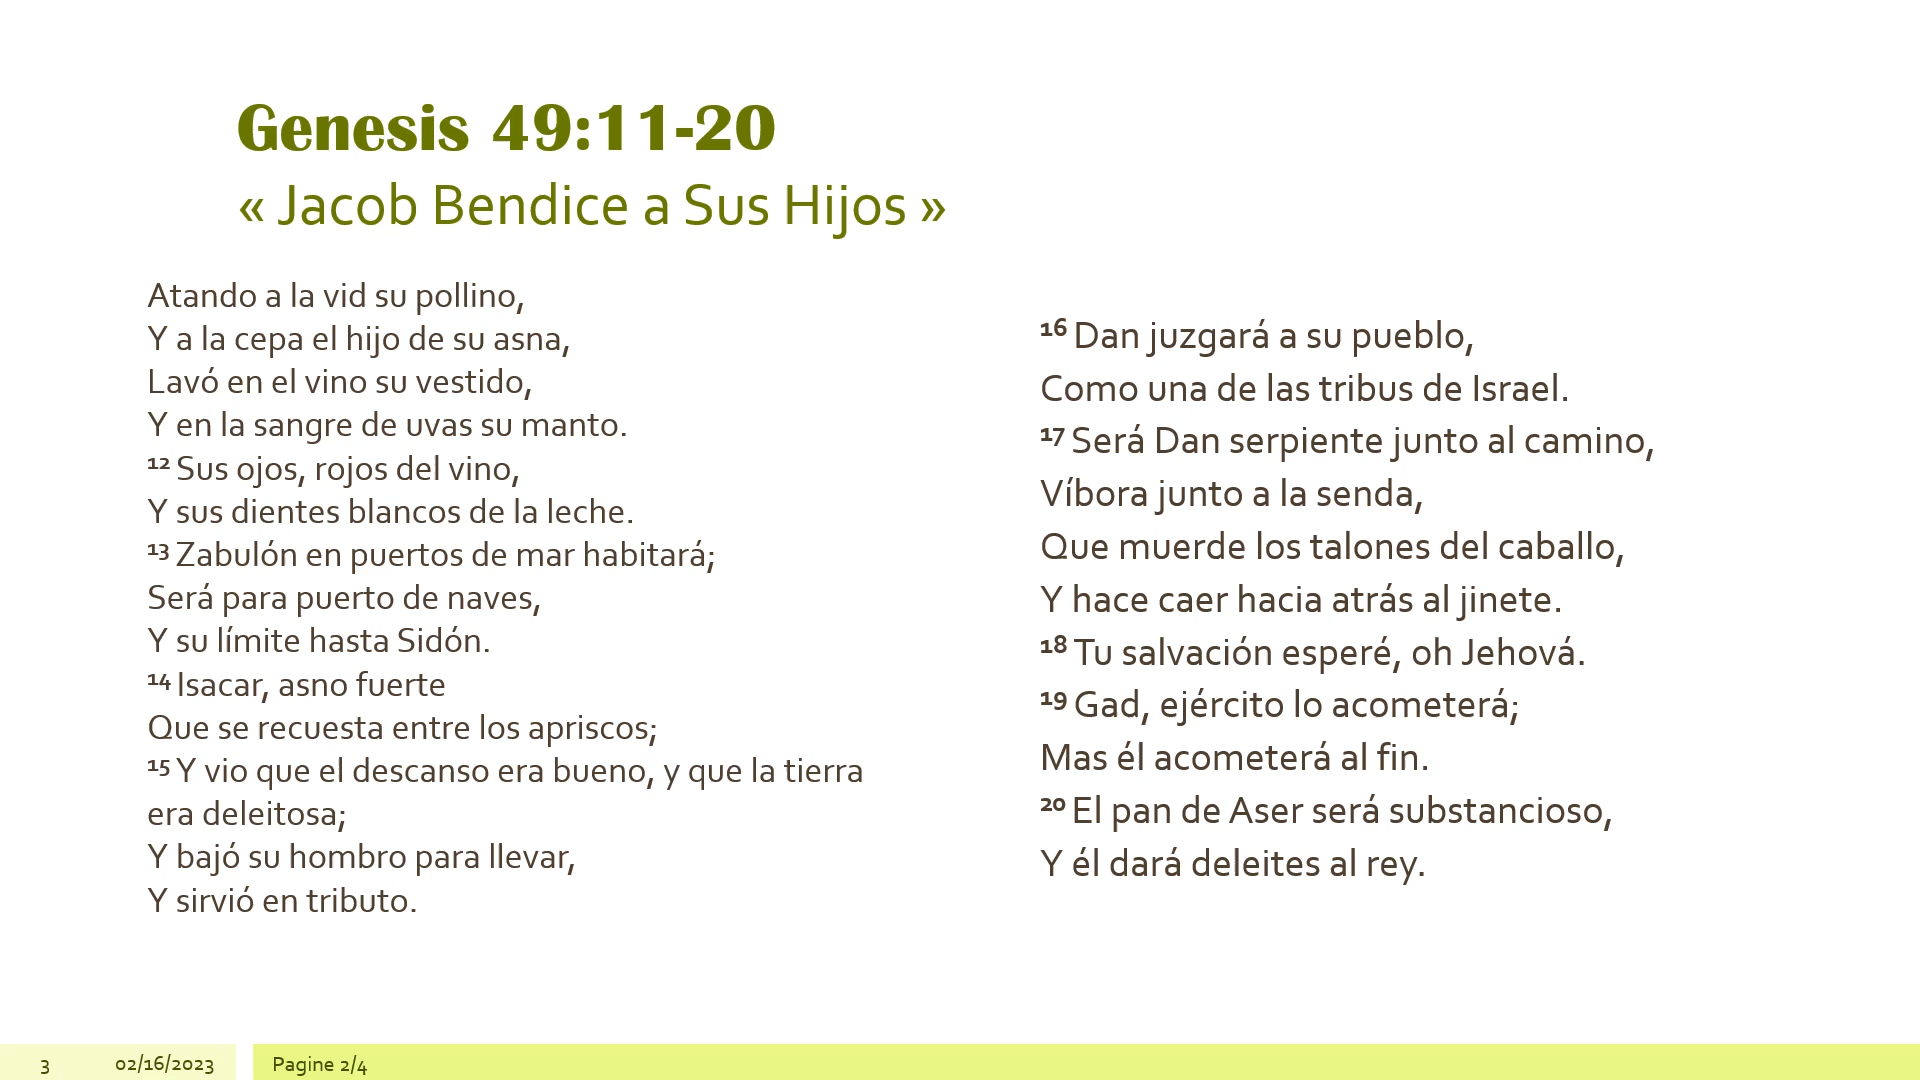 Genesis 49:11-20
« Jacob Bendice a Sus Hijos »
Atando a la vid su pollino,
Y a la cepa el hijo de su asna,
Lavó en el vino su vestido,
Y en la sangre de uvas su manto.
12 Sus ojos, rojos del vino,
Y sus dientes blancos de la leche.
13 Zabulón en puertos de mar habitará;
Será para puerto de naves,
Y su límite hasta Sidón.
14 Isacar, asno fuerte
Que se recuesta entre los apriscos;
15 Y vio que el descanso era bueno, y que la tierra
era deleitosa;
Y bajó su hombro para llevar,
Y sirvió en tributo.
16 Dan juzgará a su pueblo,
Como una de las tribus de Israel.
17 Será Dan serpiente junto al camino,
Víbora junto a la senda,
Que muerde los talones del caballo,
Y hace caer hacia atrás al jinete.
18 Tu salvación esperé, oh Jehová.
19 Gad, ejército lo acometerá;
Mas él acometerá al fin.
20 El pan de Aser será substancioso,
Y él dará deleites al rey.
3 02/16/2023 Pagine 2/4